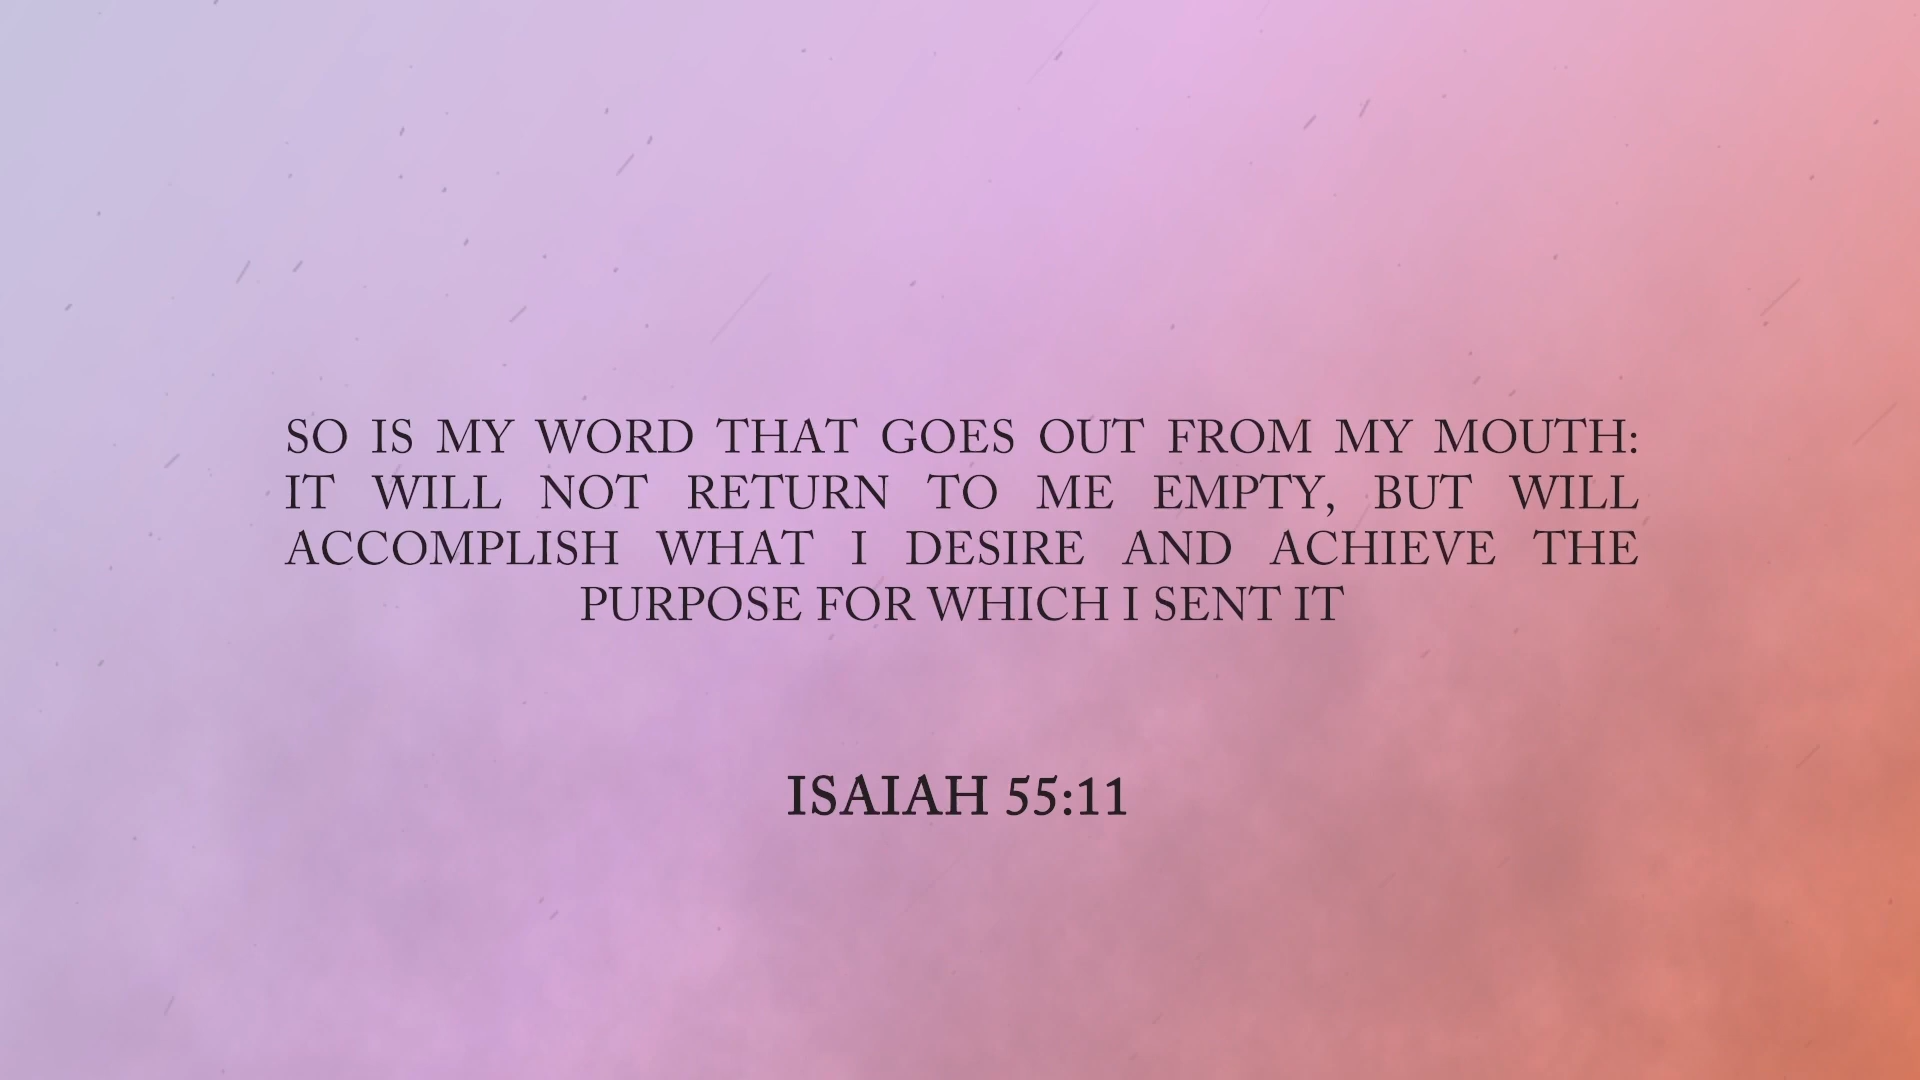 SO IS MY WORD THAT GOES OUT FROM MY MOUTH:
IT WILL NOT RETURN TO ME EMPTY, BUT WILL
ACCOMPLISH WHAT I DESIRE AND ACHIEVE THE
PURPOSE FOR WHICH I SENT IT
ISAIAH 55:11